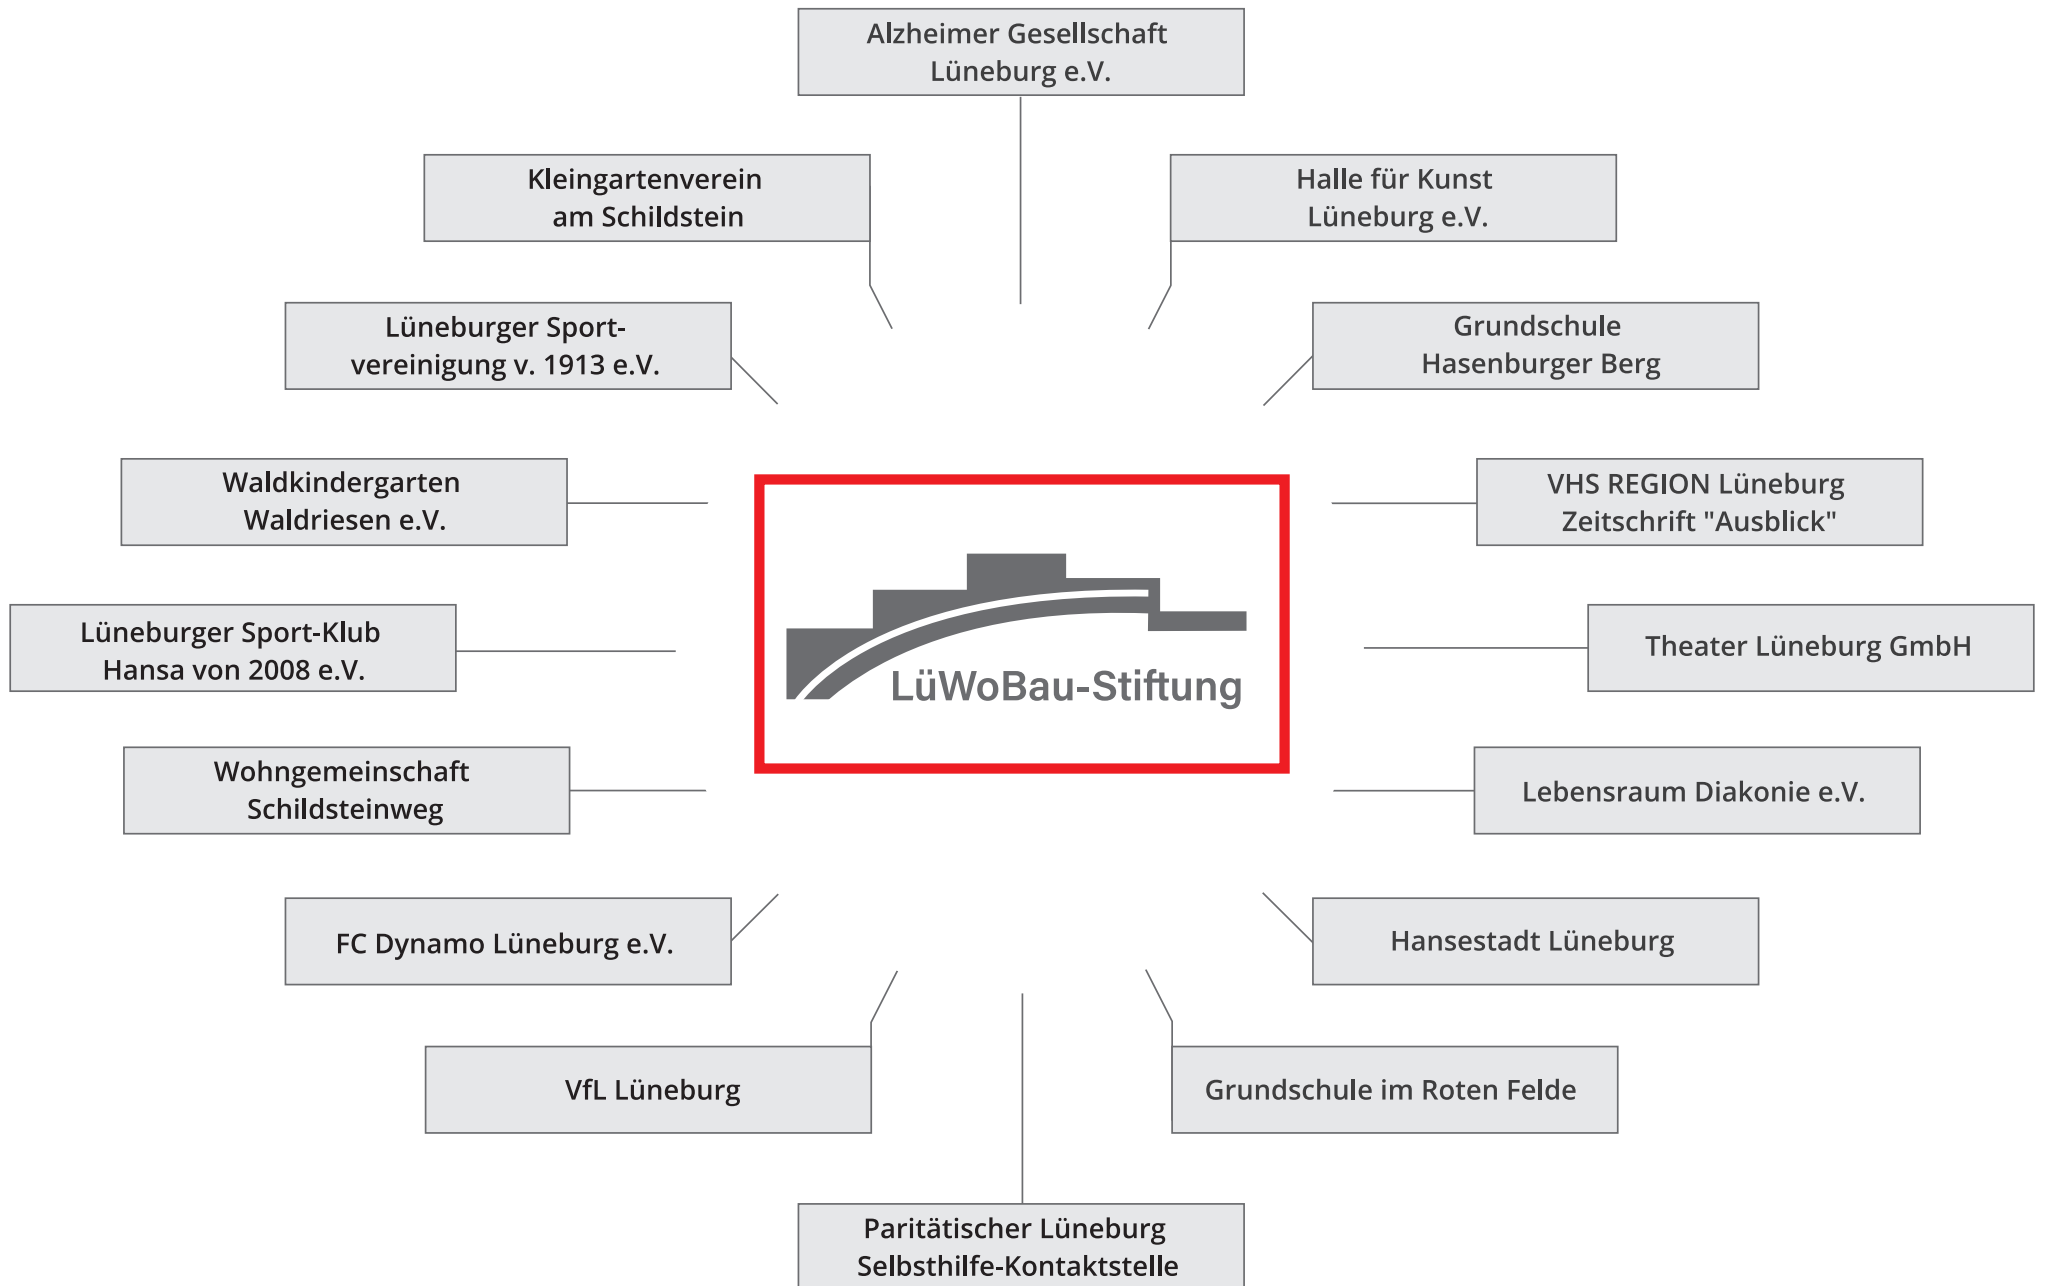 Alzheimer Gesellschaft
Lüneburg e.V.
Kleingartenverein
am Schildstein
Halle für Kunst
Lüneburg e.V.
Lüneburger Sport-
vereinigung v. 1913 e.V.
Grundschule
Hasenburger Berg
Waldkindergarten
Waldriesen e.V.
VHS REGION Lüneburg
Zeitschrift "Ausblick"
Lüneburger Sport-Klub
Hansa von 2008 e.V.
LüWoBau-Stiftung
Theater Lüneburg GmbH
Wohngemeinschaft
Schildsteinweg
Lebensraum Diakonie e.V.
FC Dynamo Lüneburg e.V.
Hansestadt Lüneburg
VfL Lüneburg
Grundschule im Roten Felde
Paritätischer Lüneburg
Selbsthilfe-Kontaktstelle